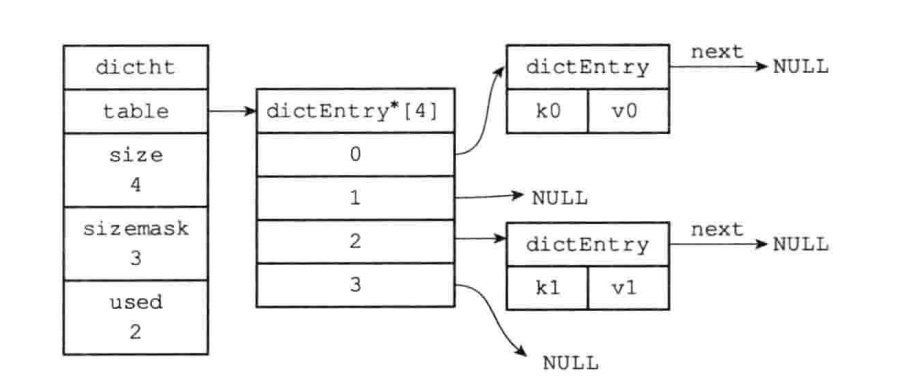 dictht
table
size
4
sizemask
3
used
2
dictEntry*[4]
0
1
2
3
dictEntry
k0 v0
next
NULL
NULL
dictEntry
k1 v1
next
NULL
NULL